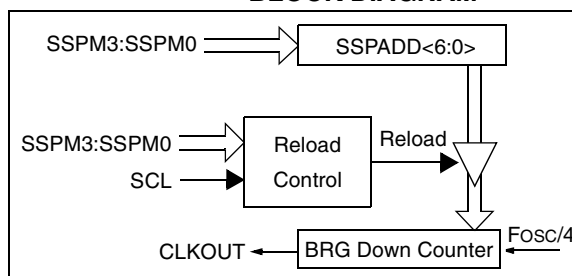 BLOCK DIAGRAM
SSPM3:SSPM0
SSPADD<6:0>
SSPM3:SSPM0
Reload
Control
Reload
SCL
CLKOUT
BRG Down Counter
FOSC/4